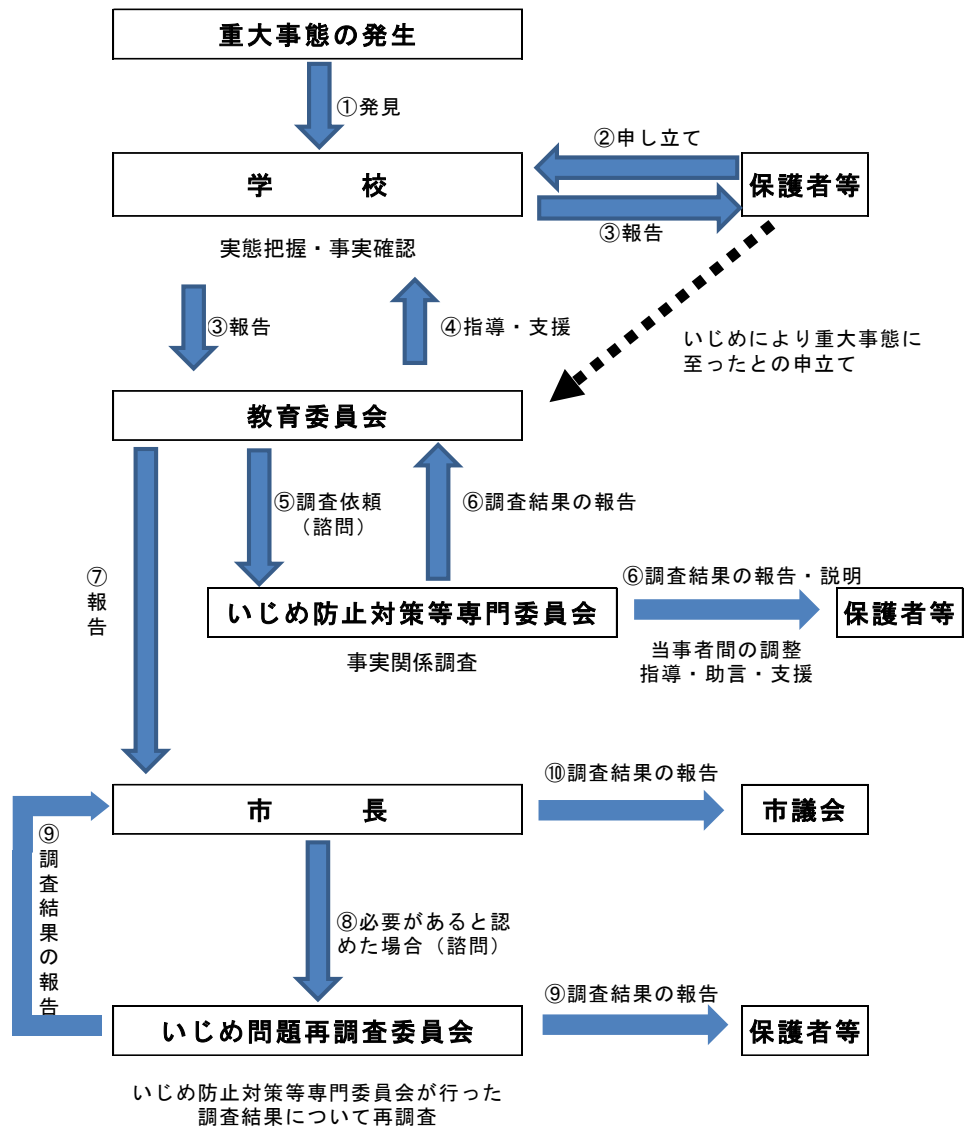 重大事態の発生
①発見
②申し立て
学　　　校
保護者等
③報告
実態把握・事実確認
③報告
④指導・支援
いじめにより重大事態に
至ったとの申立て
教育委員会
⑤調査依頼
（諮問）
⑥調査結果の報告
⑦
報
告
⑥調査結果の報告・説明
いじめ防止対策等専門委員会
保護者等
事実関係調査
当事者間の調整
指導・助言・支援
⑩調査結果の報告
市　　　長
市議会
⑨
調
査
結
果
の
報
告
⑧必要があると認
めた場合（諮問）
⑨調査結果の報告
いじめ問題再調査委員会
保護者等
いじめ防止対策等専門委員会が行った
調査結果について再調査